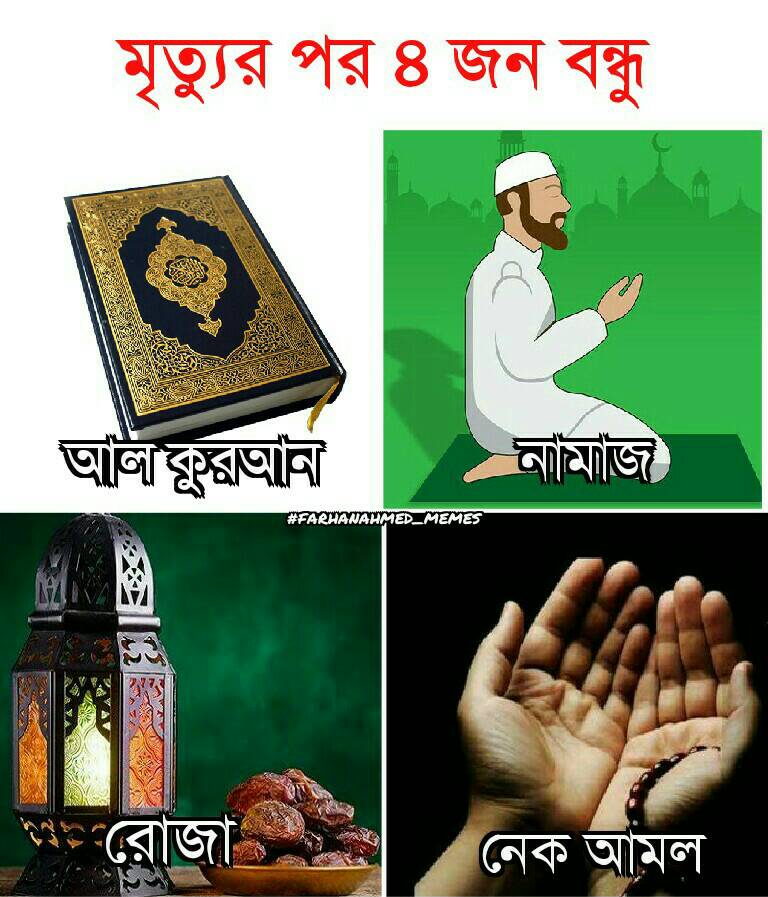 মৃত্যুর পর ৪ জন বন্ধু
আল কুরআন
নামাজ
#FARHANAHMED_MEMES
রোজা
নেক আমল